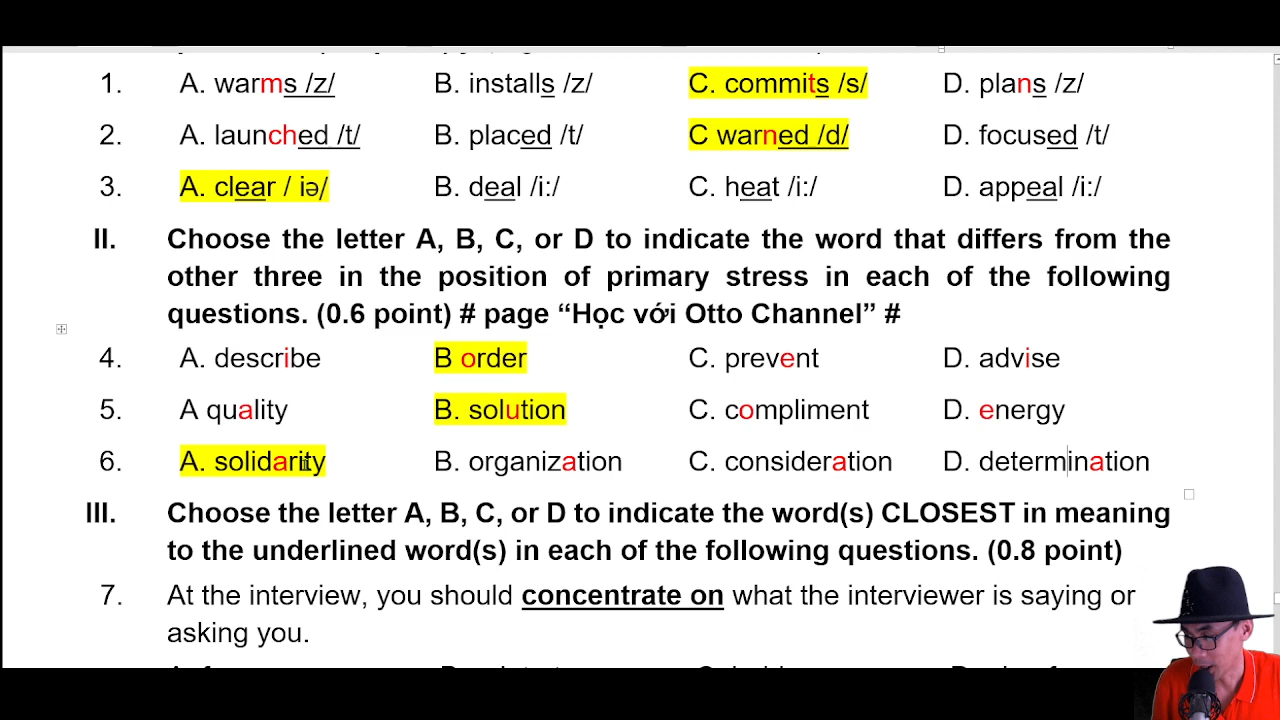 1. A. warms /z/ B. installs /z/ C. commits /s/ D. plans /z/
2. A. launched /t/ B. placed /t/ C warned /d/ D. focused /t/
3. A. clear / iə/ B. deal /i:/ C. heat /i:/ D. appeal /i:/
II. Choose the letter A, B, C, or D to indicate the word that differs from the
other three in the position of primary stress in each of the following
questions. (0.6 point) # page “Học với Otto Channel” #
4. A. describe B order C. prevent D. advise
5. A quality B. solution C. compliment D. energy
6. A. solidarity B. organization C. consideration D. determination
III. Choose the letter A, B, C, or D to indicate the word(s) CLOSEST in meaning
to the underlined word(s) in each of the following questions. (0.8 point)
7. At the interview, you should concentrate on what the interviewer is saying or
asking you.